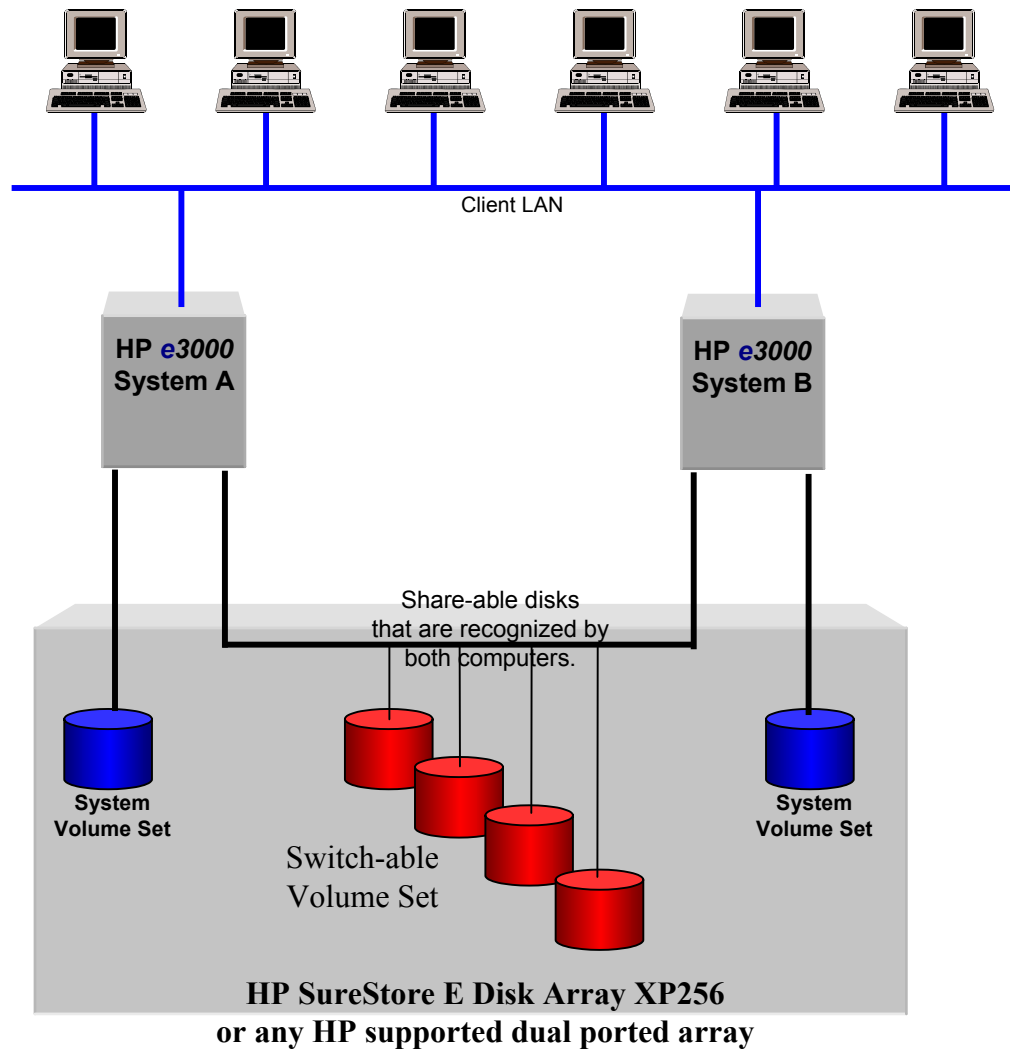 Client LAN
HP e3000
System A
HP e3000
System B
Share-able disks
that are recognized by
both computers.
System
Volume Set
System
Volume Set
Switch-able
Volume Set
HP SureStore E Disk Array XP256
or any HP supported dual ported array